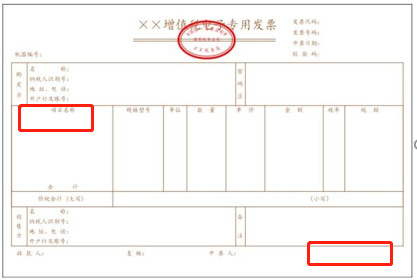 ××增值税电子专用发票
发票代码:
发票号码:
开票日期:
校 验 码:
机器编号:
购买方
名 称:
纳税人识别号:
地 址、电 话:
开户行及账号:
密码区
项目名称 规格型号 单位 数 量 单 价 金 额 税率 税 额
合 计
价税合计(大写) (小写)
销售方
名 称:
纳税人识别号:
地 址、电 话:
开户行及账号:
备注
收 款 人: 复 核: 开 票 人: